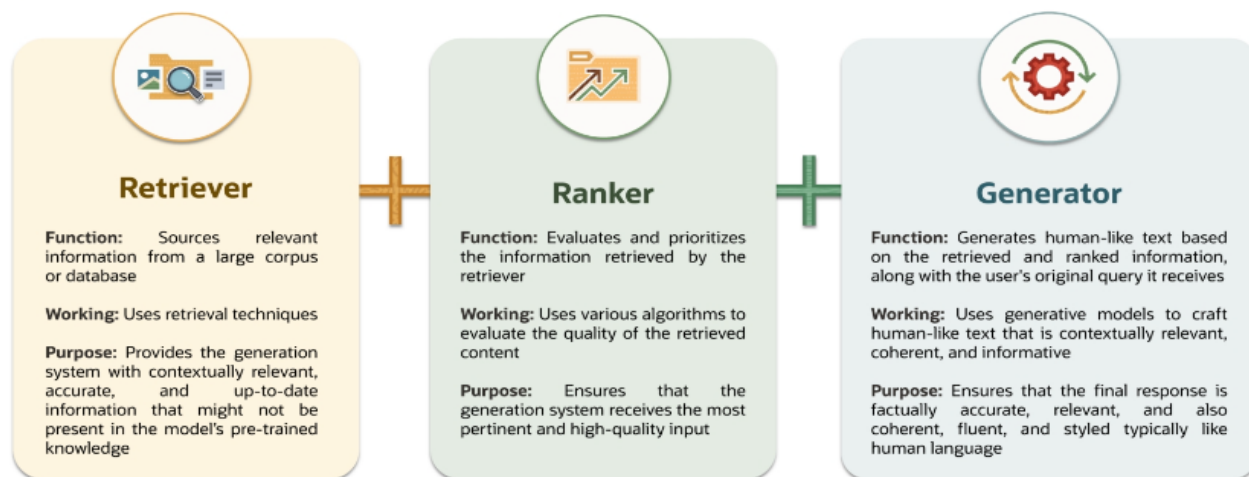 Retriever
Function: Sources relevant
information from a large corpus
or database
Working: Uses retrieval techniques
Purpose: Provides the generation
system with contextually relevant,
accurate, and up-to-date
information that might not be
present in the model's pre-trained
knowledge
Ranker
Function: Evaluates and prioritizes
the information retrieved by the
retriever
Working: Uses various algorithms to
evaluate the quality of the retrieved
content
Purpose: Ensures that the
generation system receives the most
pertinent and high-quality input
Generator
Function: Generates human-like text based
on the retrieved and ranked information,
along with the user's original query it receives
Working: Uses generative models to craft
human-like text that is contextually relevant,
coherent, and informative
Purpose: Ensures that the final response is
factually accurate, relevant, and also
coherent, fluent, and styled typically like
human language